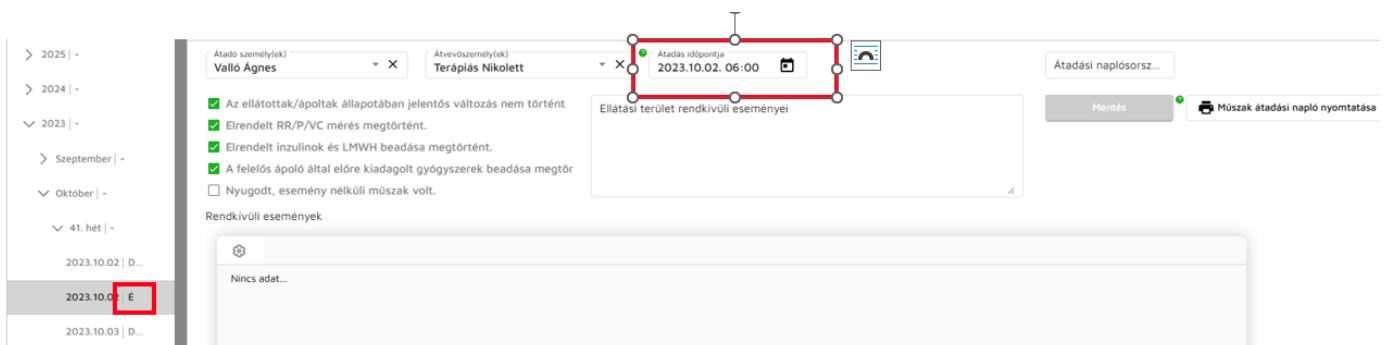 2025 | -
2024 | -
2023 | -
Szeptember | -
Október | -
41. hét | -
2023.10.02 | D...
2023.10.02 | É
2023.10.03 | D...
Átadó személy(ek)
Valló Ágnes
Átvevőszemély(ek)
Terápiás Nikolett
Átadás időpontja
2023.10.02. 06:00
Átadási naplósorsz...
Az ellátottak/ápoltak állapotában jelentős változás nem történt
Elrendelt RR/P/VC mérés megtörtént.
Elrendelt inzulinok és LMWH beadása megtörtént.
A felelős ápoló által előre kiadagolt gyógyszerek beadása megtör
Nyugodt, esemény nélküli műszak volt.
Ellátási terület rendkívüli eseményei
Mentés
Műszak átadási napló nyomtatása
Rendkívüli események
Nincs adat...